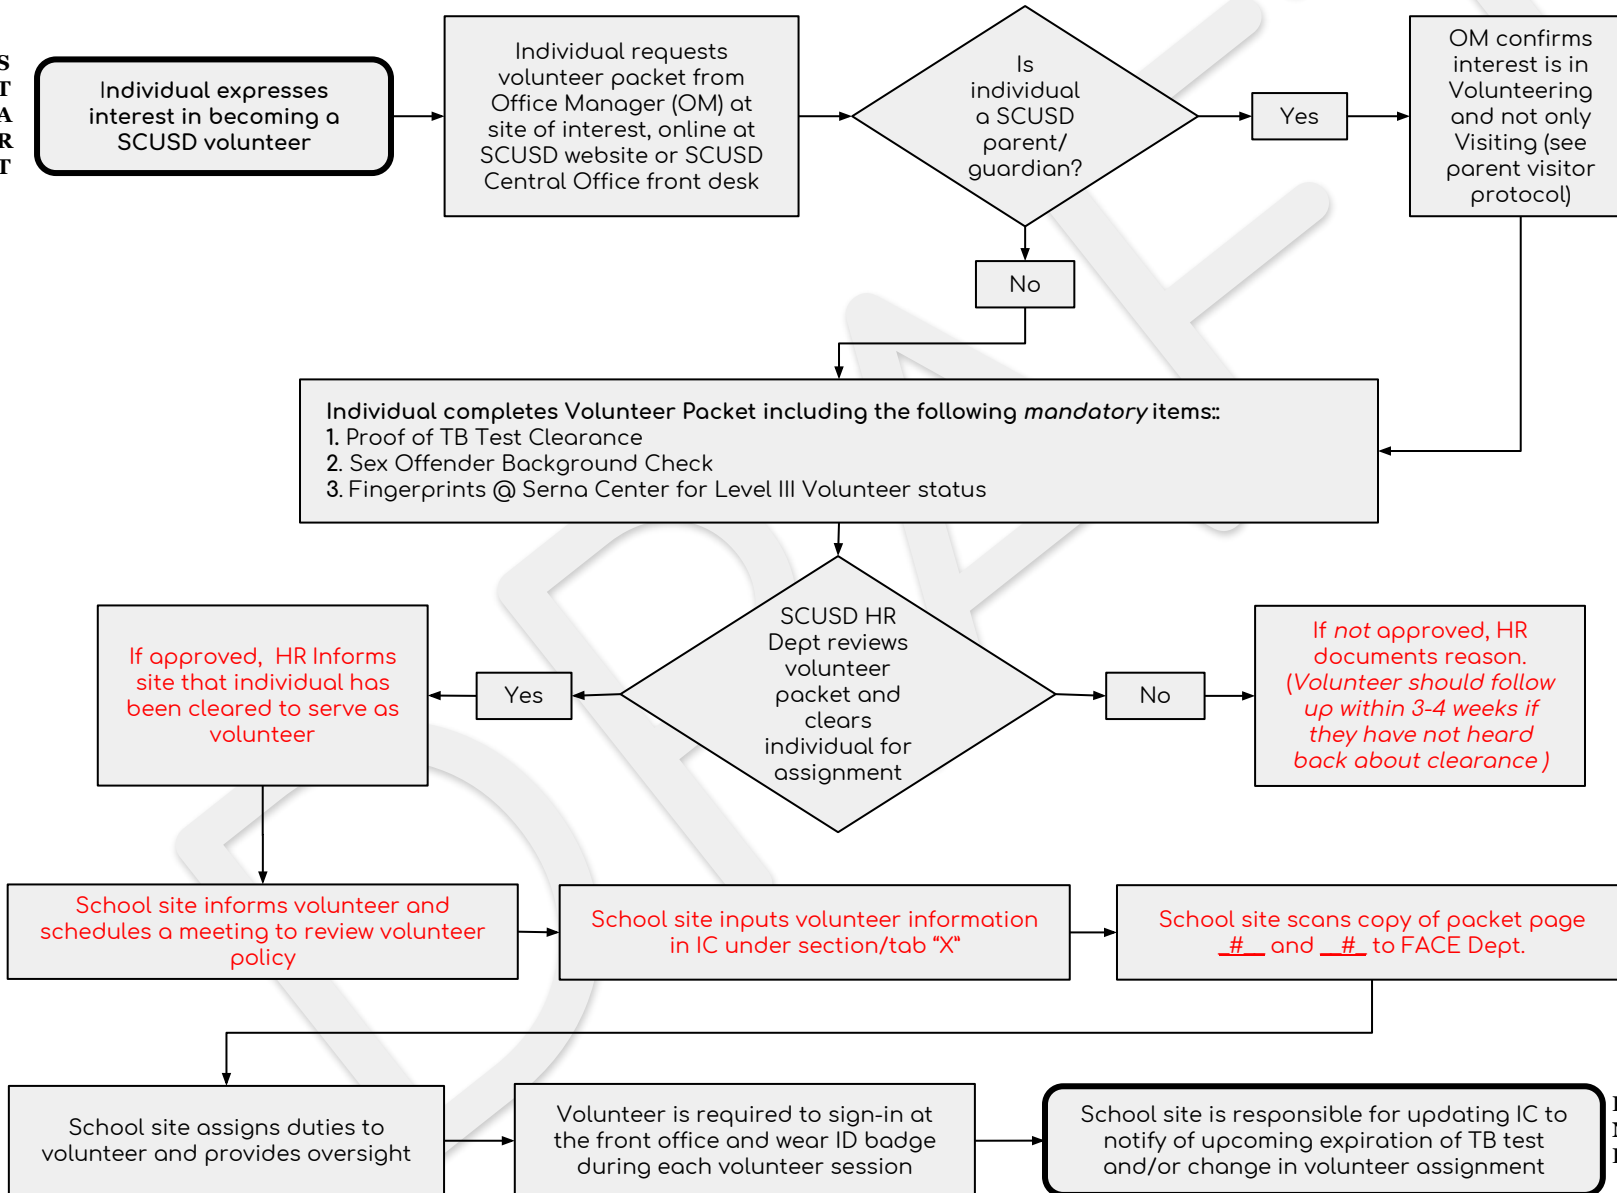 S
T
A
R
T
Individual expresses
interest in becoming a
SCUSD volunteer
Individual requests
volunteer packet from
Office Manager (OM) at
site of interest, online at
SCUSD website or SCUSD
Central Office front desk
Is
individual
a SCUSD
parent/
guardian?
Yes
OM confirms
interest is in
Volunteering
and not only
Visiting (see
parent visitor
protocol)
No
Individual completes Volunteer Packet including the following mandatory items::
1. Proof of TB Test Clearance
2. Sex Offender Background Check
3. Fingerprints @ Serna Center for Level III Volunteer status
SCUSD HR
Dept reviews
volunteer
packet and
clears
individual for
assignment
Yes
If approved, HR Informs
site that individual has
been cleared to serve as
volunteer
No
If not approved, HR
documents reason.
(Volunteer should follow
up within 3-4 weeks if
they have not heard
back about clearance )
School site informs volunteer and
schedules a meeting to review volunteer
policy
School site inputs volunteer information
in IC under section/tab “X”
School site scans copy of packet page
_#__ and __#_ to FACE Dept.
School site assigns duties to
volunteer and provides oversight
Volunteer is required to sign-in at
the front office and wear ID badge
during each volunteer session
School site is responsible for updating IC to
notify of upcoming expiration of TB test
and/or change in volunteer assignment
DRAFT